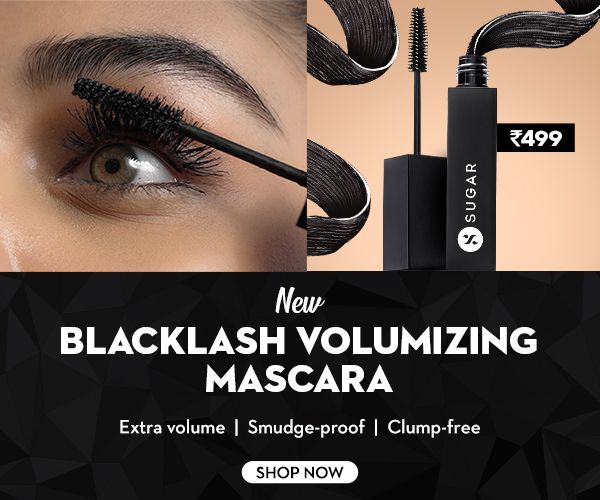 ₹499
SUGAR
New
BLACKLASH VOLUMIZING
MASCARA
Extra volume | Smudge-proof | Clump-free
SHOP NOW